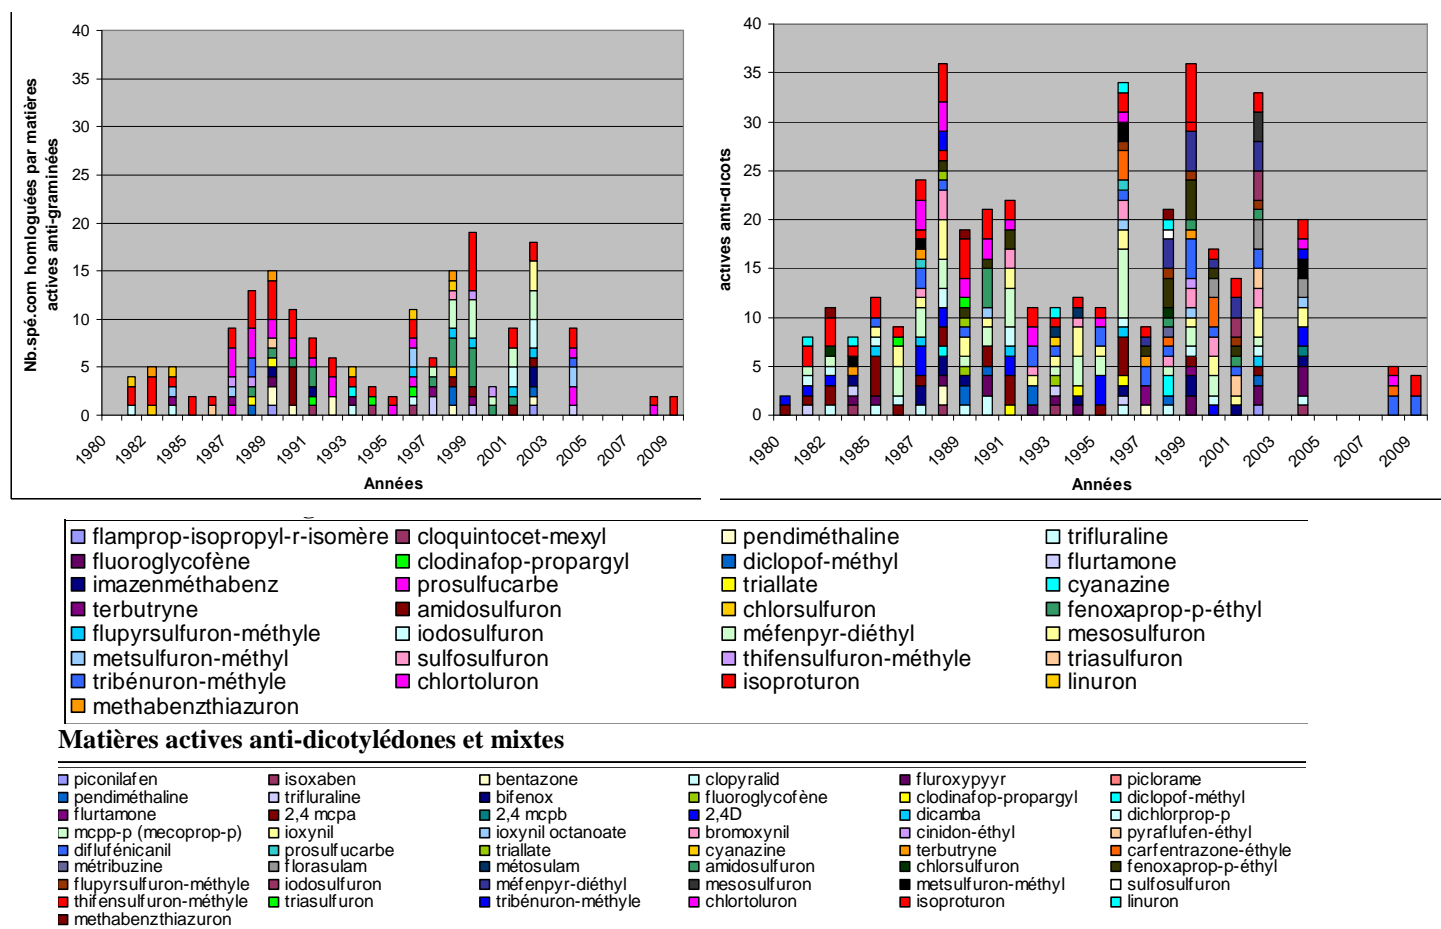 Nb.spé.com homologuées par matières
actives anti-graminées
40
35
30
25
20
15
10
5
0
1980
1982
1985
1987
1989
1991
1993
1995
1997
1999
2001
2003
2005
2007
2009
Années
actives anti-dicots
40
35
30
25
20
15
10
5
0
1980
1982
1985
1987
1989
1991
1993
1995
1997
1999
2001
2003
2005
2007
2009
Années
flamprop-isopropyl-r-isomère cloquintocet-mexyl pendiméthaline trifluraline
fluoroglycofène clodinafop-propargyl diclopof-méthyl flurtamone
imazenméthabenz prosulfucarbe triallate cyanazine
terbutryne amidosulfuron chlorsulfuron fenoxaprop-p-éthyl
flupyrsulfuron-méthyle iodosulfuron méfenpyr-diéthyl mesosulfuron
metsulfuron-méthyl sulfosulfuron thifensulfuron-méthyle triasulfuron
tribénuron-méthyle chlortoluron isoproturon linuron
methabenzthiazuron
Matières actives anti-dicotylédones et mixtes
piconilafen isoxaben bentazone clopyralid fluroxypyyr piclorame
pendiméthaline trifluraline bifenox fluoroglycofène clodinafop-propargyl diclopof-méthyl
flurtamone 2,4 mcpa 2,4 mcpb 2,4D dicamba dichlorprop-p
mcpp-p (mecoprop-p) ioxynil ioxynil octanoate bromoxynil cinidon-éthyl pyraflufen-éthyl
diflufénicanil prosulfucarbe triallate cyanazine terbutryne carfentrazone-éthyle
métribuzine florasulam métosulam amidosulfuron chlorsulfuron fenoxaprop-p-éthyl
flupyrsulfuron-méthyle iodosulfuron méfenpyr-diéthyl mesosulfuron metsulfuron-méthyl sulfosulfuron
thifensulfuron-méthyle triasulfuron tribénuron-méthyle chlortoluron isoproturon linuron
methabenzthiazuron